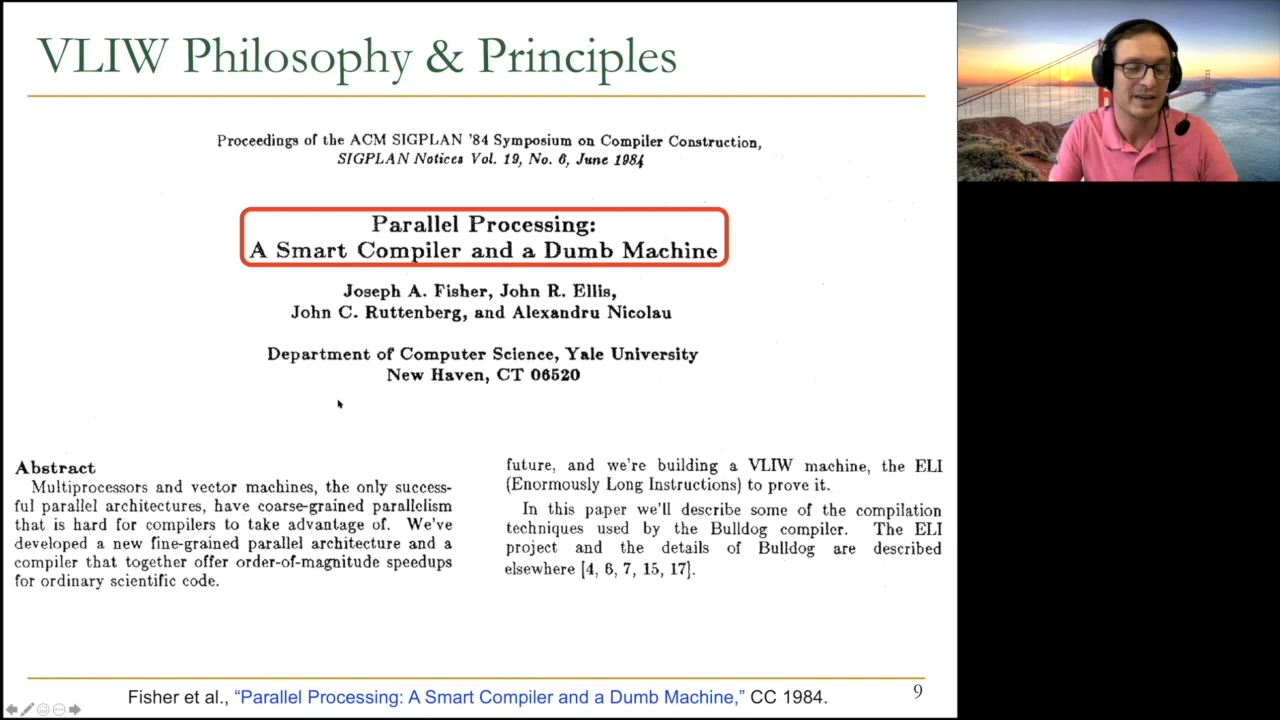 VLIW Philosophy & Principles
Proceedings of the ACM SIGPLAN '84 Symposium on Compiler Construction,
SIGPLAN Notices Vol. 19, No. 6, June 1984
Parallel Processing:
A Smart Compiler and a Dumb Machine
Joseph A. Fisher, John R. Ellis,
John C. Ruttenberg, and Alexandru Nicolau
Department of Computer Science, Yale University
New Haven, CT 06520
Abstract
Multiprocessors and vector machines, the only success-
ful parallel architectures, have coarse-grained parallelism
that is hard for compilers to take advantage of. We've
developed a new fine-grained parallel architecture and a
compiler that together offer order-of-magnitude speedups
for ordinary scientific code.
future, and we're building a VLIW machine, the ELI
(Enormously Long Instructions) to prove it.
In this paper we'll describe some of the compilation
techniques used by the Bulldog compiler. The ELI
project and the details of Bulldog are described
elsewhere [4, 6, 7, 15, 17].
Fisher et al., “Parallel Processing: A Smart Compiler and a Dumb Machine,” CC 1984.
9